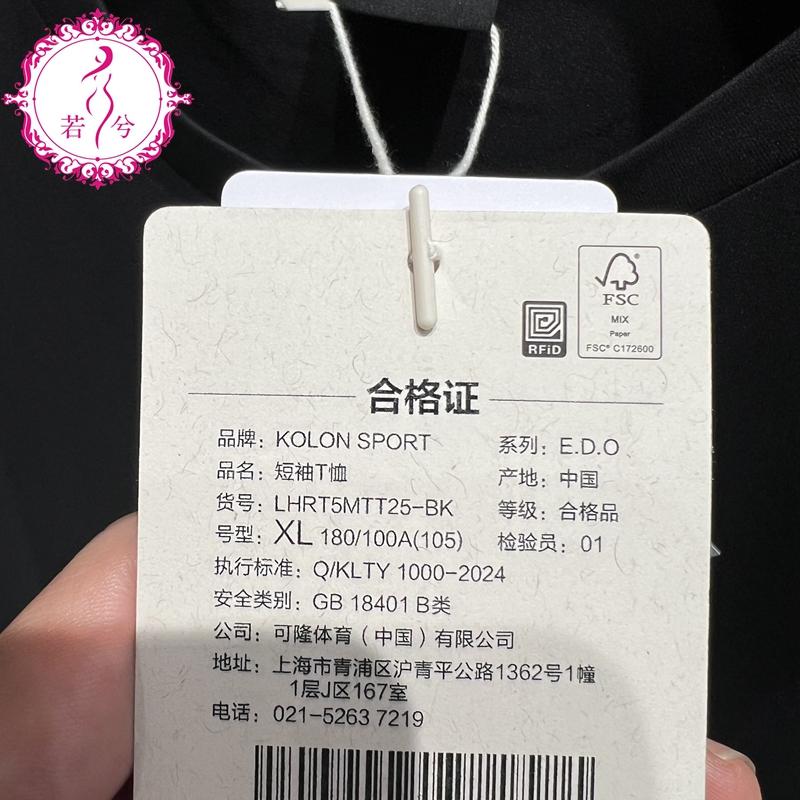 若兮
FSC
MIX
Paper
FSC® C172600
RFiD
合格证
品牌：KOLON SPORT 系列：E.D.O
品名：短袖T恤 产地：中国
货号：LHRT5MTT25-BK 等级：合格品
号型：XL 180/100A(105) 检验员：01
执行标准：Q/KLTY 1000-2024
安全类别：GB 18401 B类
公司：可隆体育（中国）有限公司
地址：上海市青浦区沪青平公路1362号1幢
1层J区167室
电话：021-5263 7219